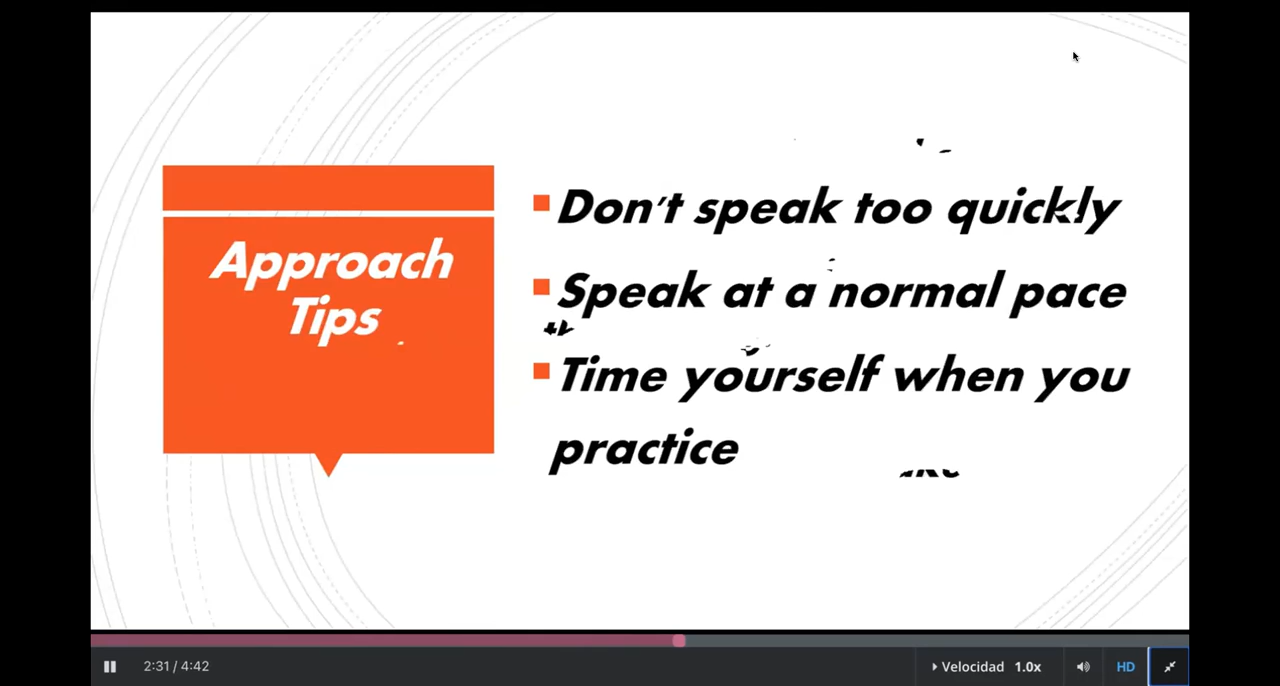 Approach
Tips
Don't speak too quickly
Speak at a normal pace
Time yourself when you
practice
2:31 / 4:42
Velocidad 1.0x
HD